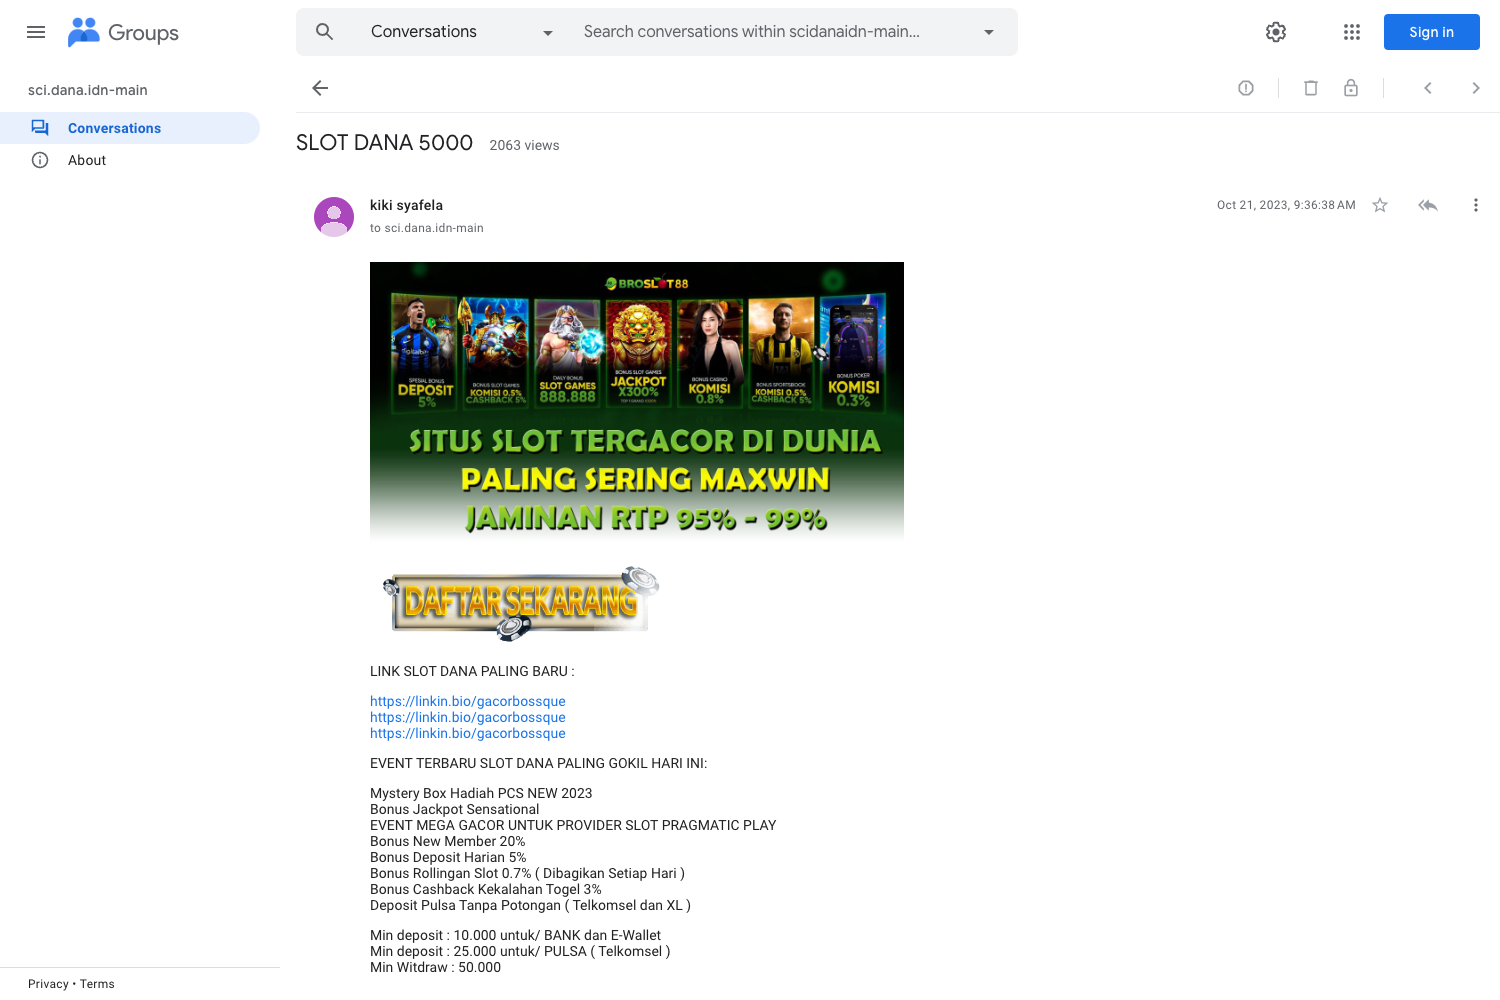 Groups
Conversations
Search conversations within scidanaidn-main...
Sign in
sci.dana.idn-main
Conversations
About
SLOT DANA 5000 2063 views
kiki syafela
Oct 21, 2023, 9:36:38 AM
to sci.dana.idn-main
BROSLOT88
SPESIAL BONUS
DEPOSIT
5%
BONUS SLOT GAMES
KOMISI 0.5%
CASHBACK 5%
DAILY BONUS
SLOT GAMES
888.888
BONUS SLOT GAMES
JACKPOT
X300%
BONUS CASINO
KOMISI
0.8%
BONUS SPORTSBOOK
KOMISI 0.5%
CASHBACK 5%
BONUS POKER
KOMISI
0.3%
SITUS SLOT TERGACOR DI DUNIA
PALING SERING MAXWIN
JAMINAN RTP 95% - 99%
DAFTAR SEKARANG
LINK SLOT DANA PALING BARU :
https://linkin.bio/gacorbossque
https://linkin.bio/gacorbossque
https://linkin.bio/gacorbossque
EVENT TERBARU SLOT DANA PALING GOKIL HARI INI:
Mystery Box Hadiah PCS NEW 2023
Bonus Jackpot Sensational
EVENT MEGA GACOR UNTUK PROVIDER SLOT PRAGMATIC PLAY
Bonus New Member 20%
Bonus Deposit Harian 5%
Bonus Rollingan Slot 0.7% ( Dibagikan Setiap Hari )
Bonus Cashback Kekalahan Togel 3%
Deposit Pulsa Tanpa Potongan ( Telkomsel dan XL )
Min deposit : 10.000 untuk/ BANK dan E-Wallet
Min deposit : 25.000 untuk/ PULSA ( Telkomsel )
Min Witdraw : 50.000
Privacy • Terms